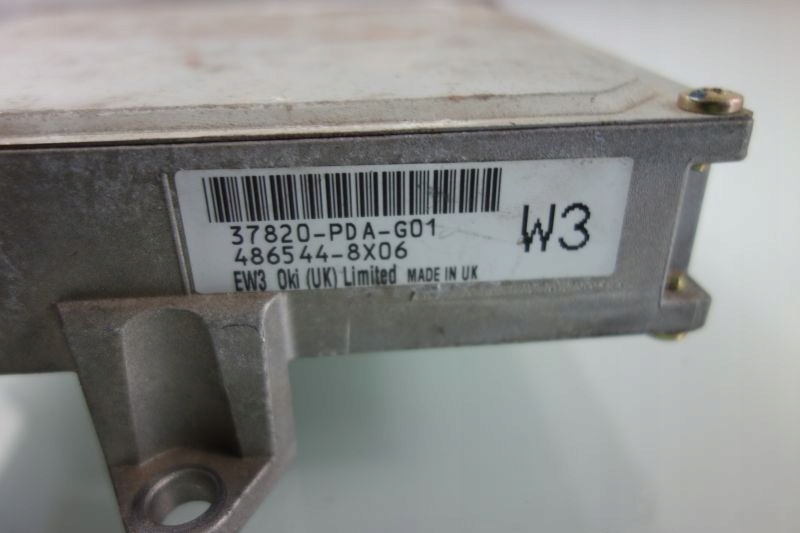 37820-PDA-G01
486544-8X06
W3
EW3 Oki (UK) Limited MADE IN UK